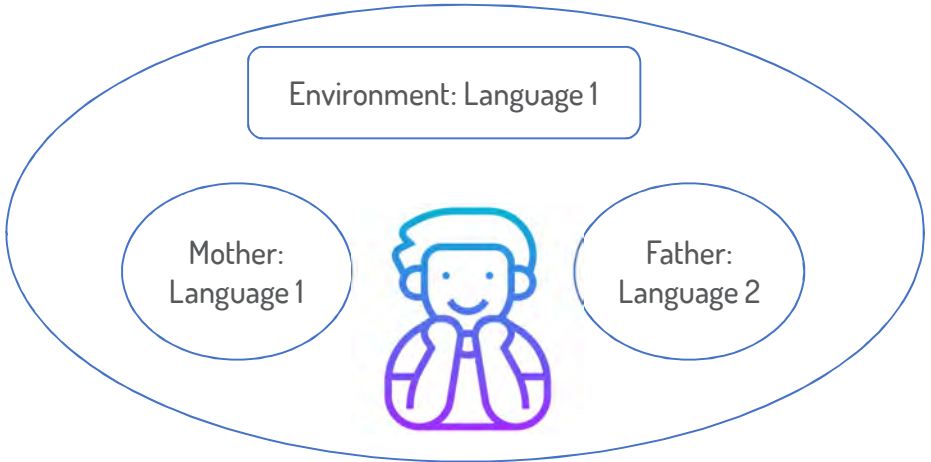 Environment: Language 1
Mother:
Language 1
Father:
Language 2